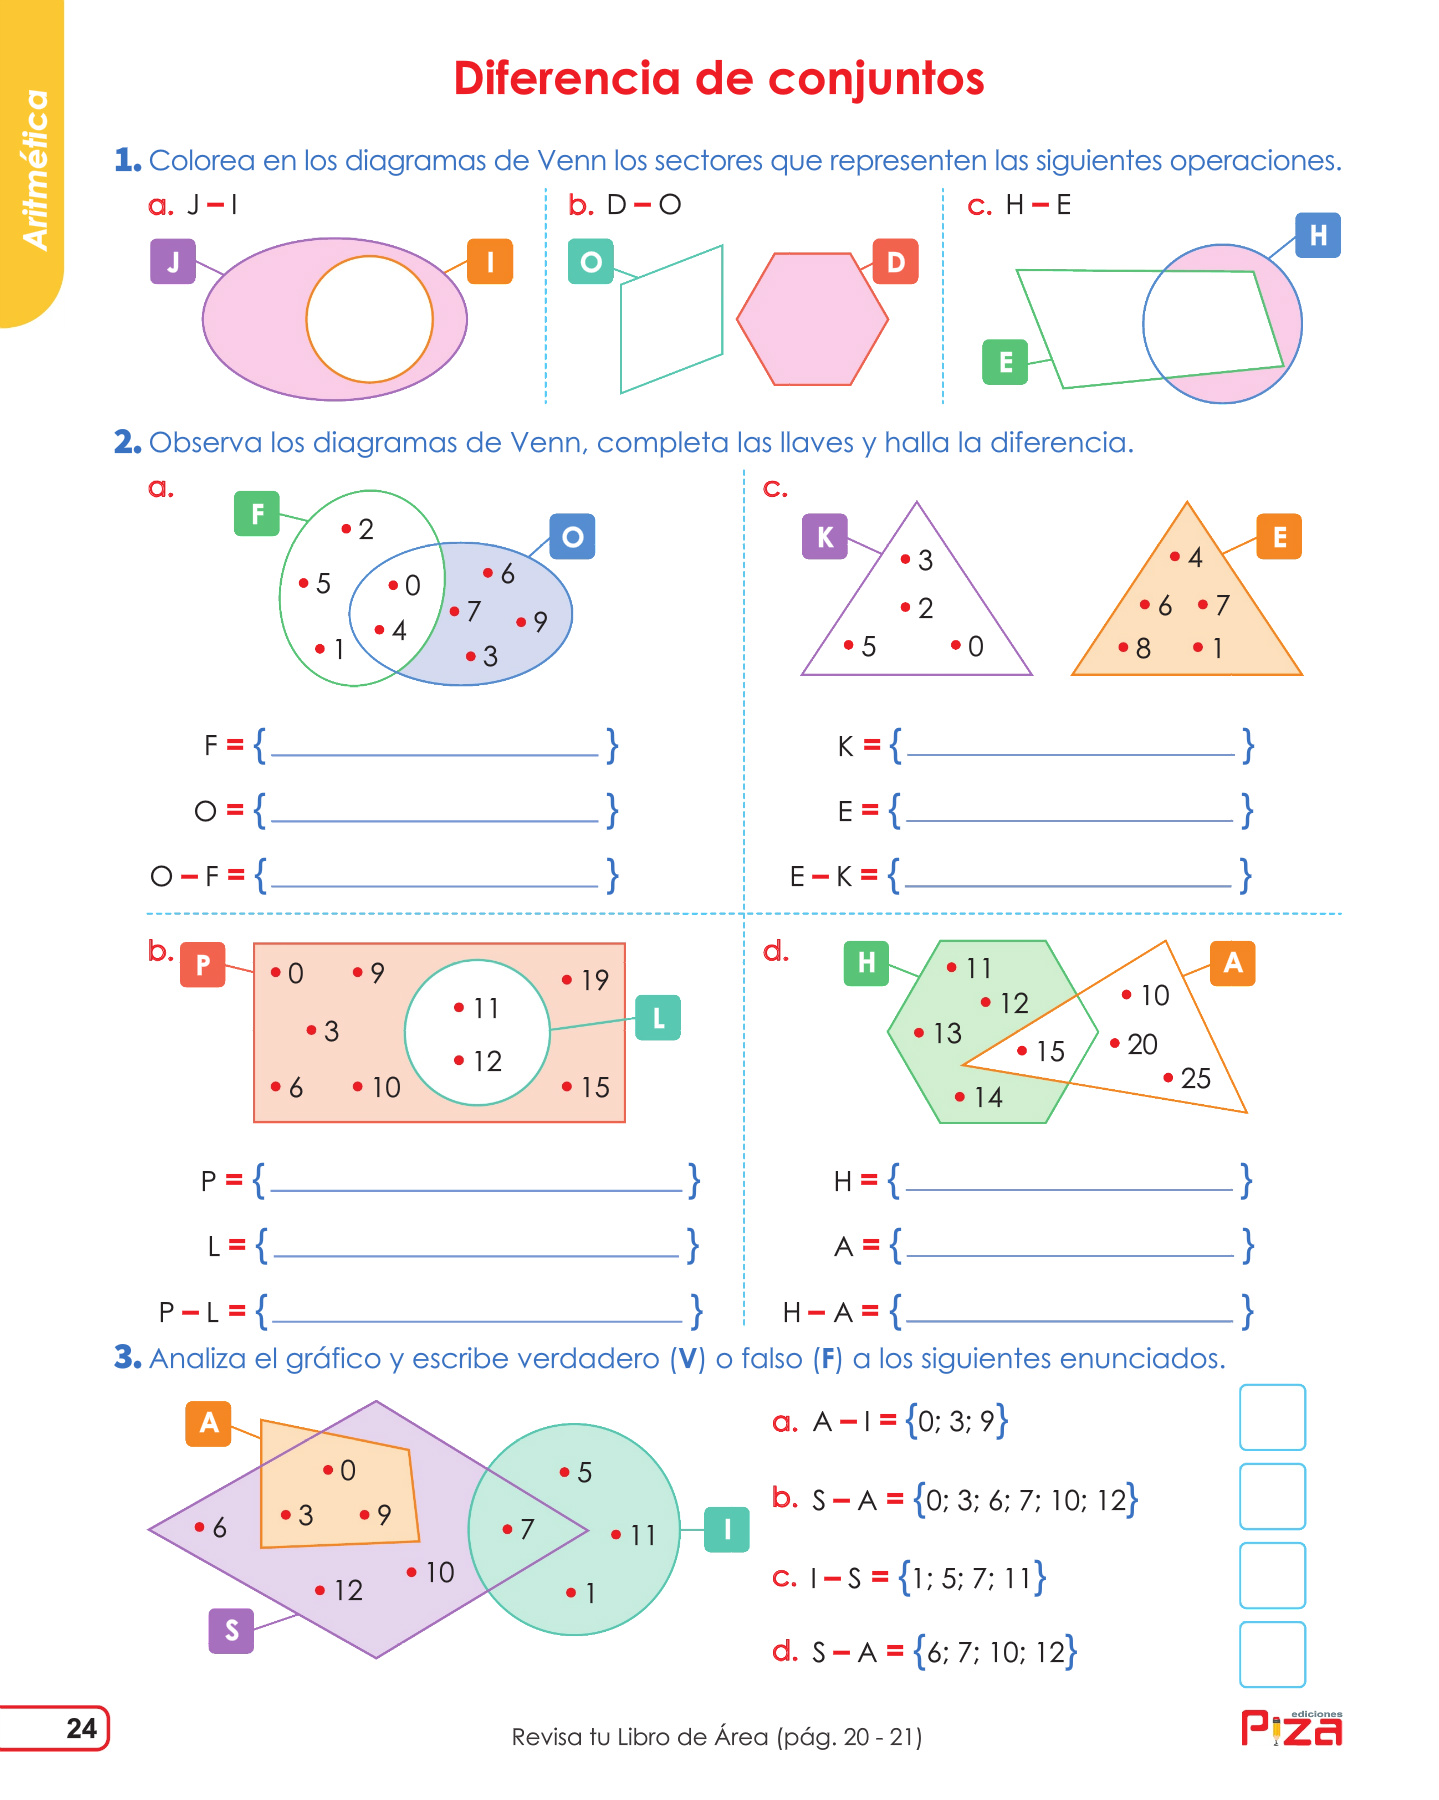 Aritmética
Diferencia de conjuntos
1. Colorea en los diagramas de Venn los sectores que representen las siguientes operaciones.
a. J – I
b. D – O
c. H – E
J
I
O
D
H
E
2. Observa los diagramas de Venn, completa las llaves y halla la diferencia.
a.
F
O
2
5
0
1
4
6
7
9
3
F = { }
O = { }
O – F = { }
c.
K
E
3
2
5
0
4
6
7
8
1
K = { }
E = { }
E – K = { }
b.
P
L
0
9
19
11
3
12
6
10
15
P = { }
L = { }
P – L = { }
d.
H
A
11
12
13
15
14
10
20
25
H = { }
A = { }
H – A = { }
3. Analiza el gráfico y escribe verdadero (V) o falso (F) a los siguientes enunciados.
A
S
I
0
3
9
6
10
12
7
5
11
1
a. A – I = {0; 3; 9}
b. S – A = {0; 3; 6; 7; 10; 12}
c. I – S = {1; 5; 7; 11}
d. S – A = {6; 7; 10; 12}
24
Revisa tu Libro de Área (pág. 20 - 21)
ediciones
Piza